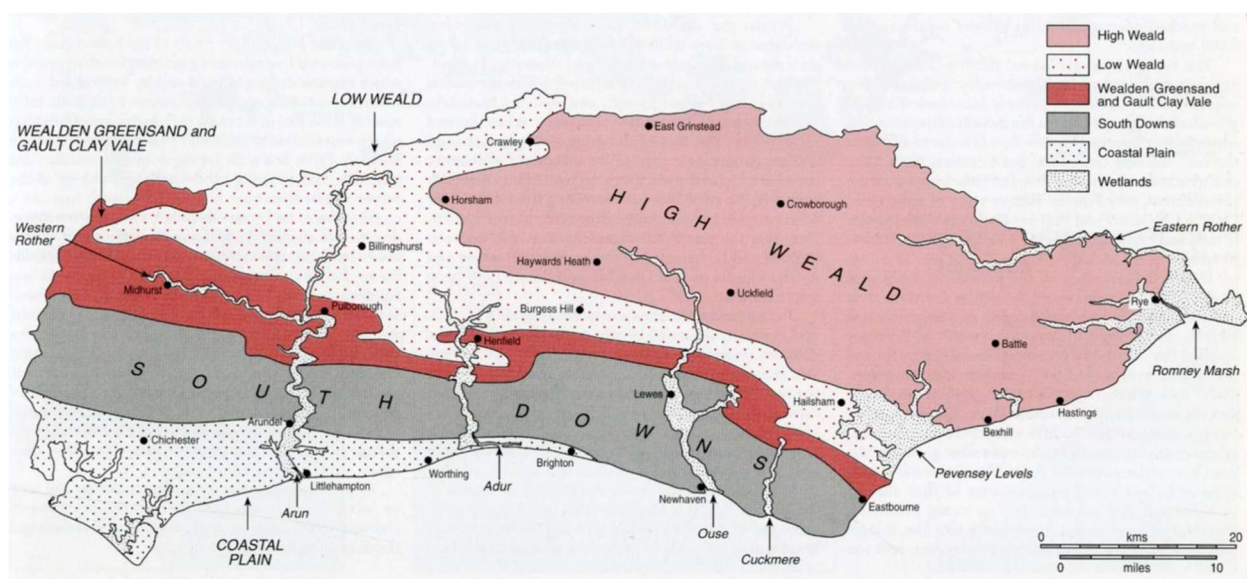 High Weald
Low Weald
Wealden Greensand
and Gault Clay Vale
South Downs
Coastal Plain
Wetlands
LOW WEALD
WEALDEN GREENSAND and
GAULT CLAY VALE
East Grinstead
Crawley
Horsham
HIGH WEALD
Crowborough
Western
Rother
Billingshurst
Eastern Rother
Haywards Heath
Midhurst
Uckfield
Pulborough
Burgess Hill
Rye
Henfield
Battle
Romney Marsh
SOUTH DOWNS
Lewes
Hailsham
Hastings
Arundel
Bexhill
Chichester
Brighton
Pevensey Levels
Worthing
Littlehampton
Adur
Newhaven
Eastbourne
Arun
Ouse
COASTAL
PLAIN
Cuckmere
0 kms 20
0 miles 10